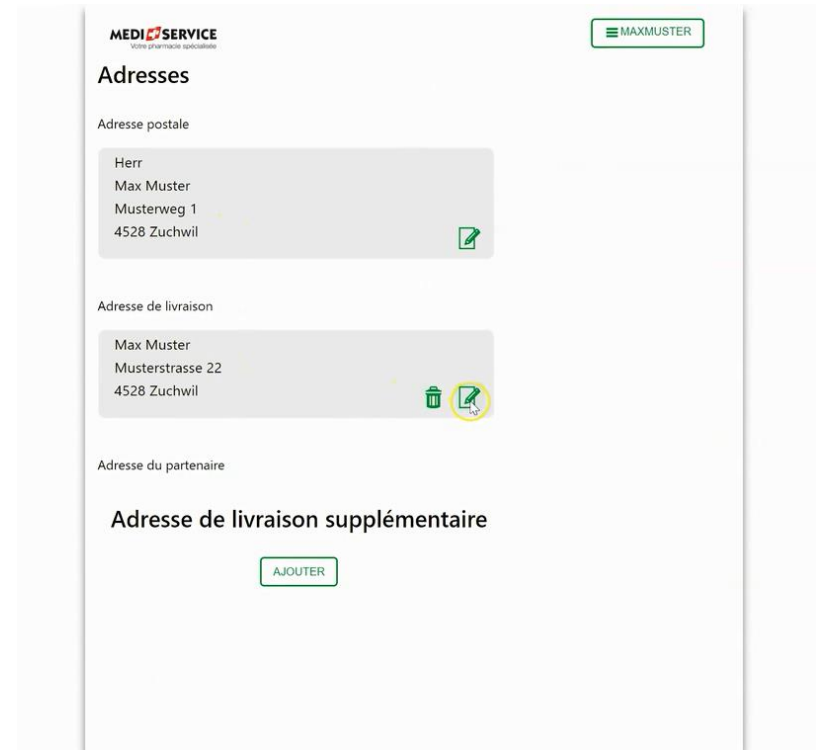 MEDI SERVICE
Votre pharmacie spécialisée
MAXMUSTER
Adresses
Adresse postale
Herr
Max Muster
Musterweg 1
4528 Zuchwil
Adresse de livraison
Max Muster
Musterstrasse 22
4528 Zuchwil
Adresse du partenaire
Adresse de livraison supplémentaire
AJOUTER